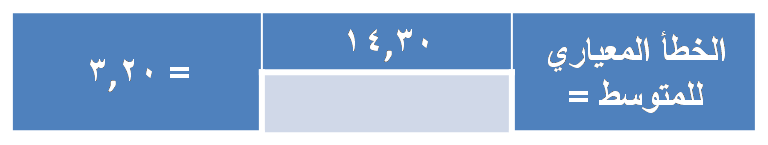 الخطأ المعياري
للمتوسط =
١٤,٣٠
= ٣,٢٠